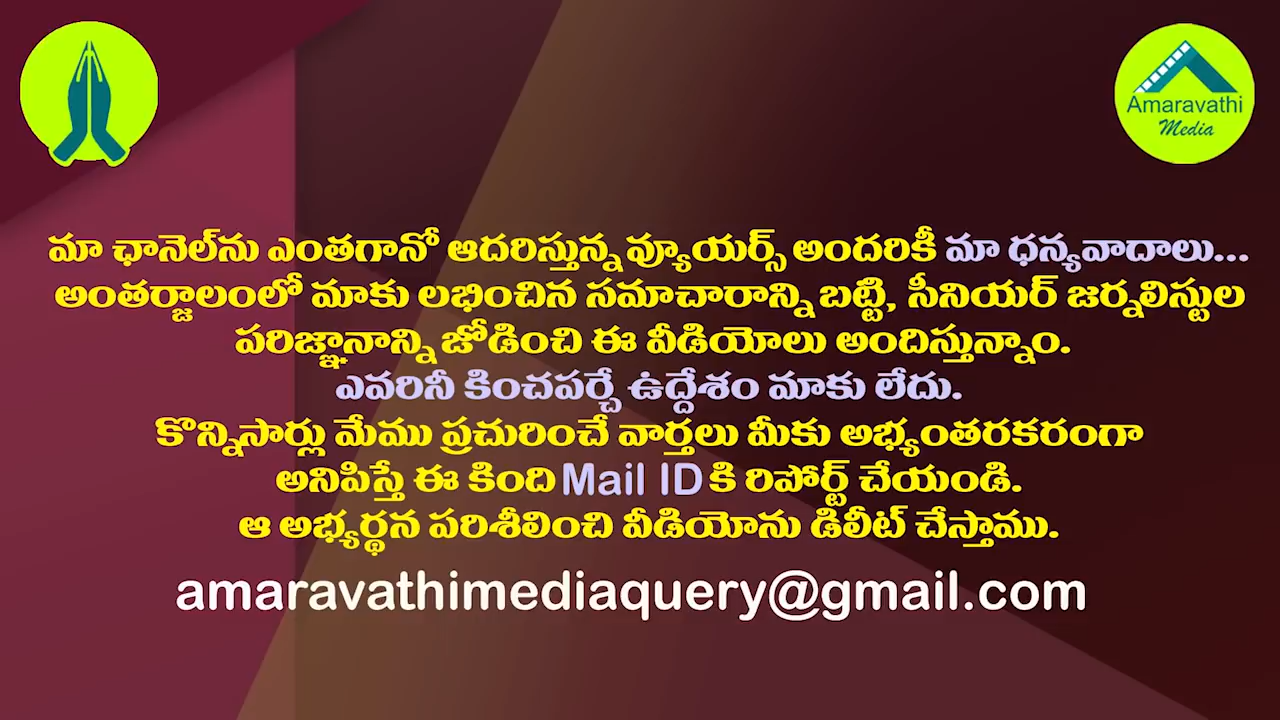 Amaravathi
Media
మా ఛానెల్‌ను ఎంతగానో ఆదరిస్తున్న వ్యూయర్స్ అందరికీ మా ధన్యవాదాలు...
అంతర్జాలంలో మాకు లభించిన సమాచారాన్ని బట్టి, సీనియర్ జర్నలిస్టుల
పరిజ్ఞానాన్ని జోడించి ఈ వీడియోలు అందిస్తున్నాం.
ఎవరినీ కించపర్చే ఉద్దేశం మాకు లేదు.
కొన్నిసార్లు మేము ప్రచురించే వార్తలు మీకు అభ్యంతరకరంగా
అనిపిస్తే ఈ కింది Mail ID కి రిపోర్ట్ చేయండి.
ఆ అభ్యర్థన పరిశీలించి వీడియోను డిలీట్ చేస్తాము.
amaravathimediaquery@gmail.com